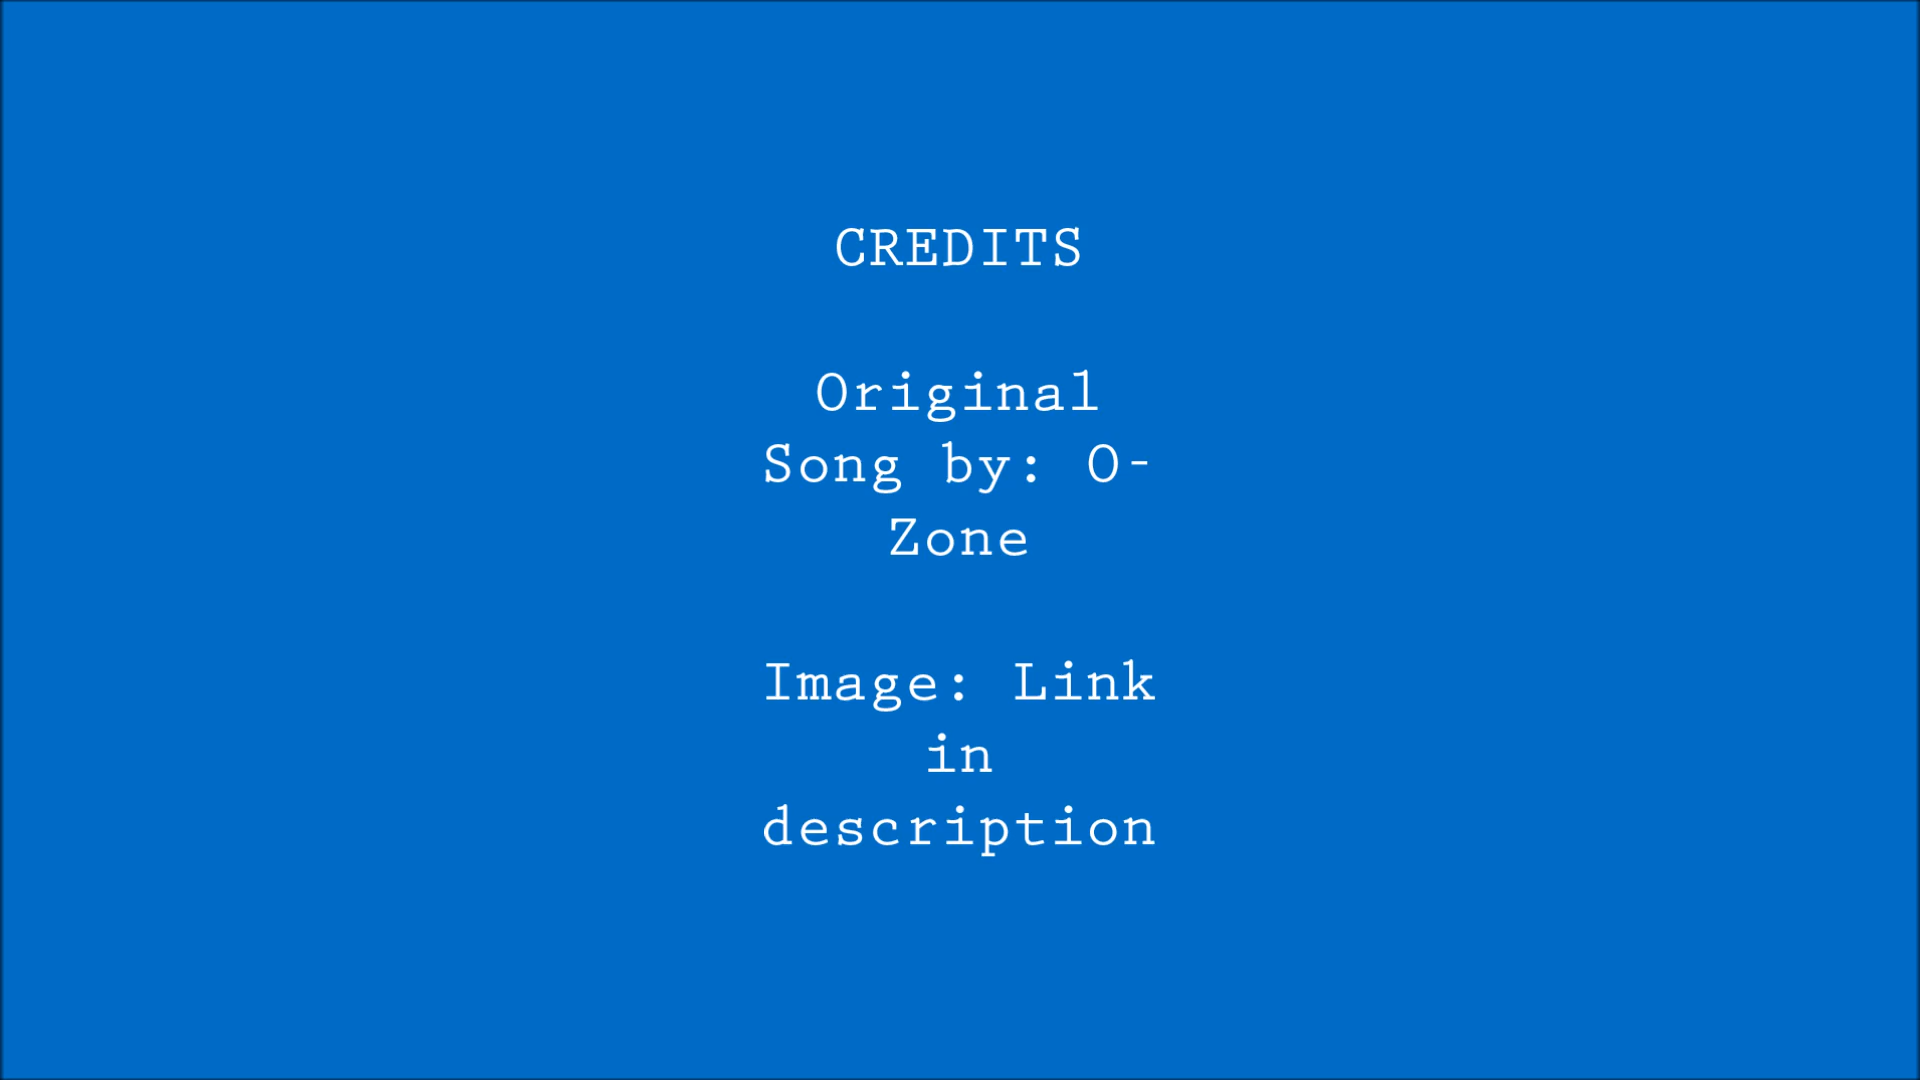 CREDITS
Original
Song by: O-
Zone
Image: Link
in
description